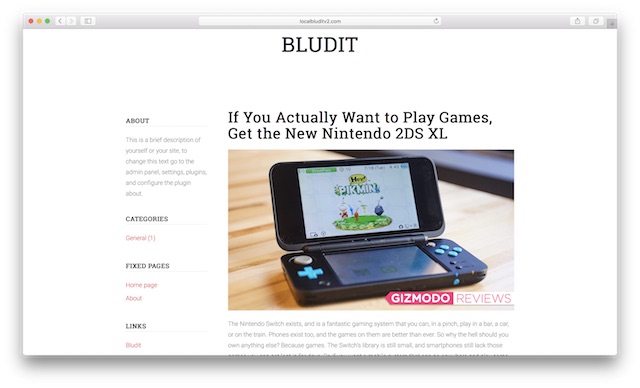 localbluditv2.com
BLUDIT
ABOUT
This is a brief description of
yourself or your site, to
change this text go to the
admin panel, settings, plugins,
and configure the plugin
about.
CATEGORIES
General (1)
FIXED PAGES
Home page
About
LINKS
Bludit
If You Actually Want to Play Games,
Get the New Nintendo 2DS XL
Hey!
PIKMIN
GIZMODO REVIEWS
The Nintendo Switch exists, and is a fantastic gaming system that you can, in a pinch, play in a bar, a car,
or on the train. Phones exist too, and the games on them are better than ever. So why the hell should you
own anything else? Because games. The Switch's library is still small, and smartphones still lack those